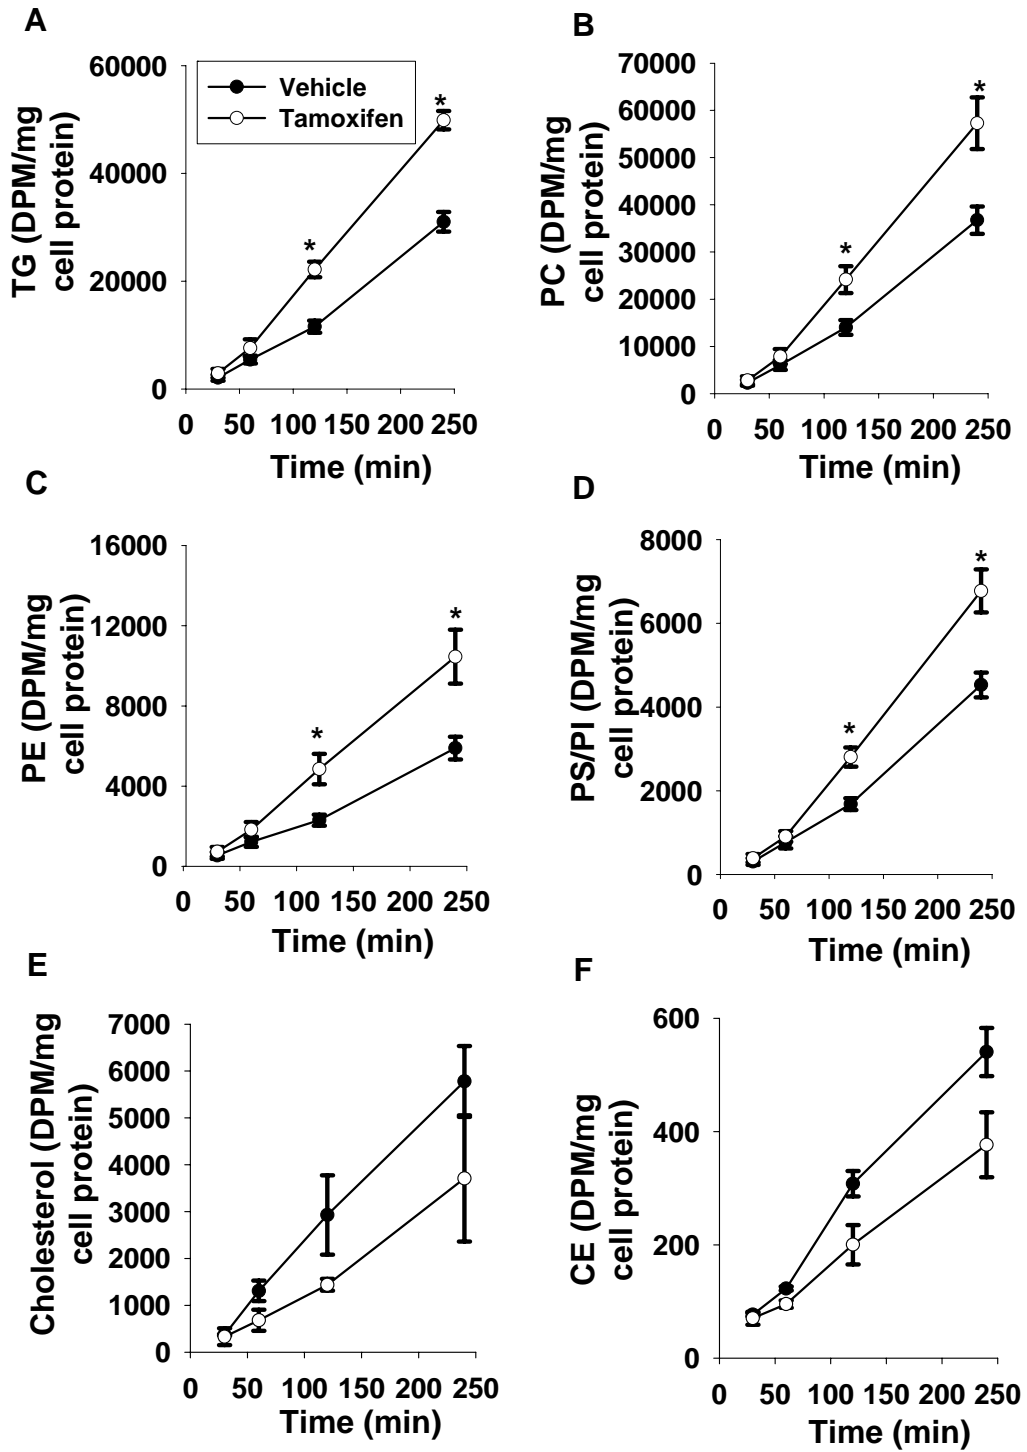 A
TG (DPM/mg
cell protein)
60000
40000
20000
0
Vehicle
Tamoxifen
*
*
0 50 100 150 200 250
Time (min)
B
PC (DPM/mg
cell protein)
70000
60000
50000
40000
30000
20000
10000
0
*
*
0 50 100 150 200 250
Time (min)
C
PE (DPM/mg
cell protein)
16000
12000
8000
4000
0
*
*
0 50 100 150 200 250
Time (min)
D
PS/PI (DPM/mg
cell protein)
8000
6000
4000
2000
0
*
*
0 50 100 150 200 250
Time (min)
E
Cholesterol (DPM/mg
cell protein)
7000
6000
5000
4000
3000
2000
1000
0
0 50 100 150 200 250
Time (min)
F
CE (DPM/mg
cell protein)
600
400
200
0
0 50 100 150 200 250
Time (min)